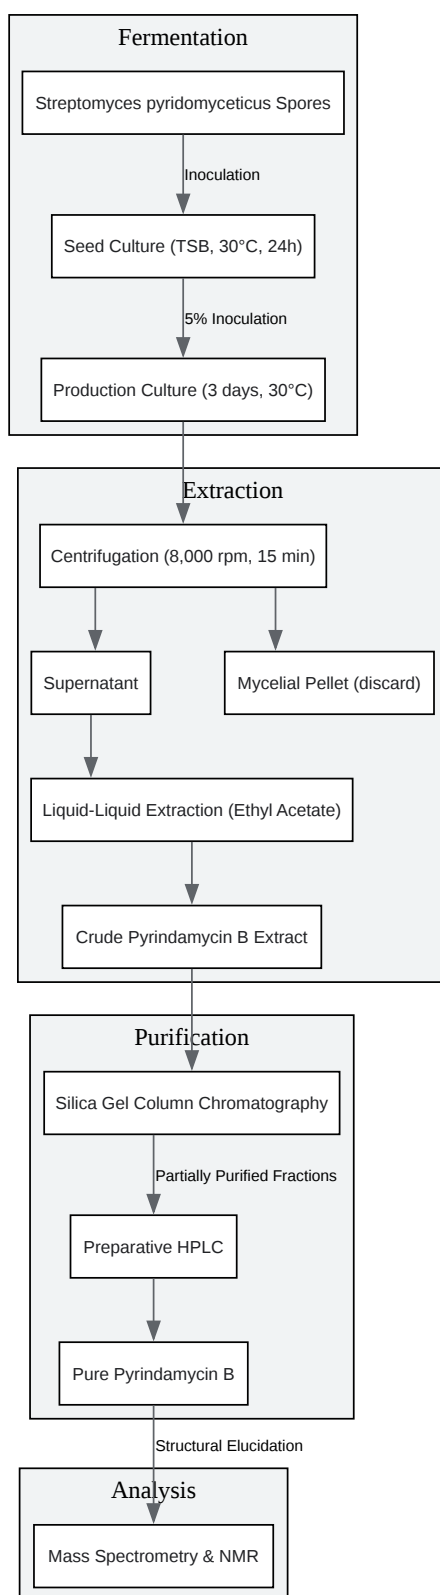 Fermentation
Streptomyces pyridomyceticus Spores
Inoculation
Seed Culture (TSB, 30°C, 24h)
5% Inoculation
Production Culture (3 days, 30°C)
Extraction
Centrifugation (8,000 rpm, 15 min)
Supernatant
Mycelial Pellet (discard)
Liquid-Liquid Extraction (Ethyl Acetate)
Crude Pyrindamycin B Extract
Purification
Silica Gel Column Chromatography
Partially Purified Fractions
Preparative HPLC
Pure Pyrindamycin B
Structural Elucidation
Analysis
Mass Spectrometry & NMR